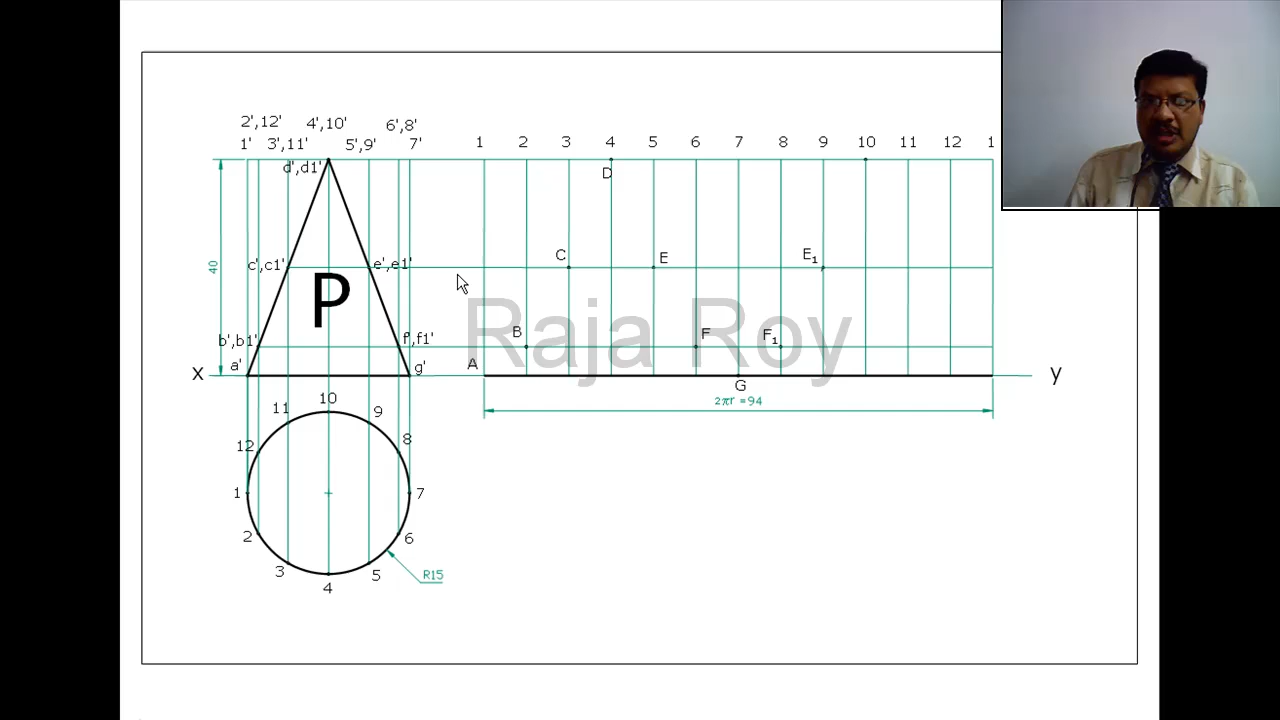 2',12' 4',10' 6',8'
1' 3',11' 5',9' 7' 1 2 3 4 5 6 7 8 9 10 11 12 1
d',d1' D
c',c1' e',e1' C E E1
40
P
Raja Roy
b',b1' f',f1' B F F1
a' g' A
x y
G
2πr =94
10
11 9
12 8
1 7
2 6
3 5
4
R15